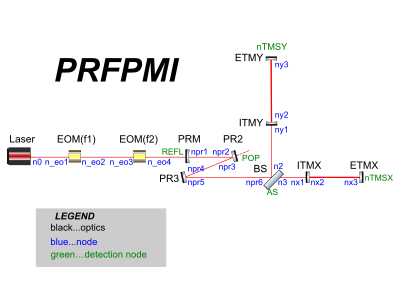 nTMSY
ETMY
ny3
PRFPMI
ny2
ITMY
ny1
Laser
EOM(f1)
EOM(f2)
PRM
PR2
REFL
npr1
npr2
POP
n0
n_eo1
n_eo2
n_eo3
n_eo4
npr4
npr3
BS
n2
ITMX
ETMX
PR3
npr5
npr6
n3
nx1
nx2
nx3
nTMSX
AS
LEGEND
black...optics
blue...node
green...detection node